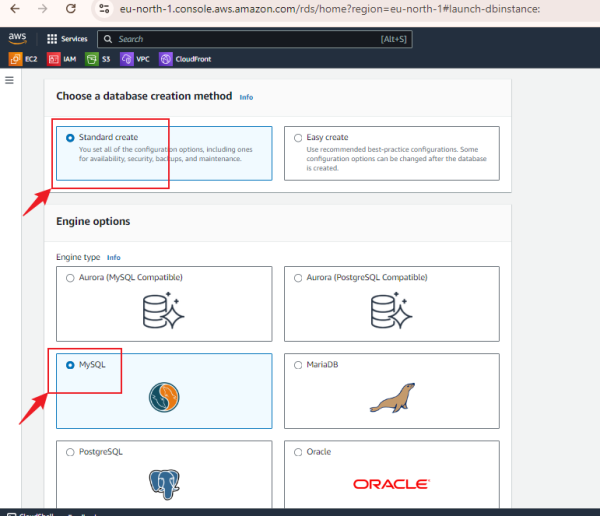 eu-north-1.console.aws.amazon.com/rds/home?region=eu-north-1#launch-dbinstance:
aws Services Search [Alt+S]
EC2 IAM S3 VPC CloudFront
Choose a database creation method Info
Standard create
You set all of the configuration options, including ones
for availability, security, backups, and maintenance.
Easy create
Use recommended best-practice configurations. Some
configuration options can be changed after the database
is created.
Engine options
Engine type Info
Aurora (MySQL Compatible)
Aurora (PostgreSQL Compatible)
MySQL
MariaDB
PostgreSQL
Oracle
ORACLE
CloudShell